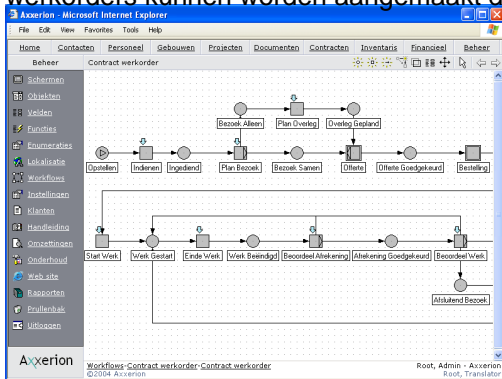 werkorders kunnen worden aangemaakt d
Axxerion - Microsoft Internet Explorer
File Edit View Favorites Tools Help
Home Contacten Personeel Gebouwen Projecten Documenten Contracten Inventaris Financieel Beheer
Beheer Contract werkorder
Schermen
Objekten
Velden
Functies
Enumeraties
Lokalisatie
Workflows
Instellingen
Klanten
Handleiding
Omzettingen
Onderhoud
Web site
Rapporten
Prullenbak
Uitloggen
Bezoek Alleen Plan Overleg Overleg Gepland
Opstellen Indienen Ingediend Plan Bezoek Bezoek Samen Offerte Offerte Goedgekeurd Bestelling
Start Werk Werk Gestart Einde Werk Werk Beëindigd Beoordeel Afrekening Afrekening Goedgekeurd Beoordeel Werk
Afsluitend Bezoek
Axxerion
Workflows-Contract werkorder-Contract werkorder
Root, Admin - Axxerion
©2004 Axxerion
Root, Translator